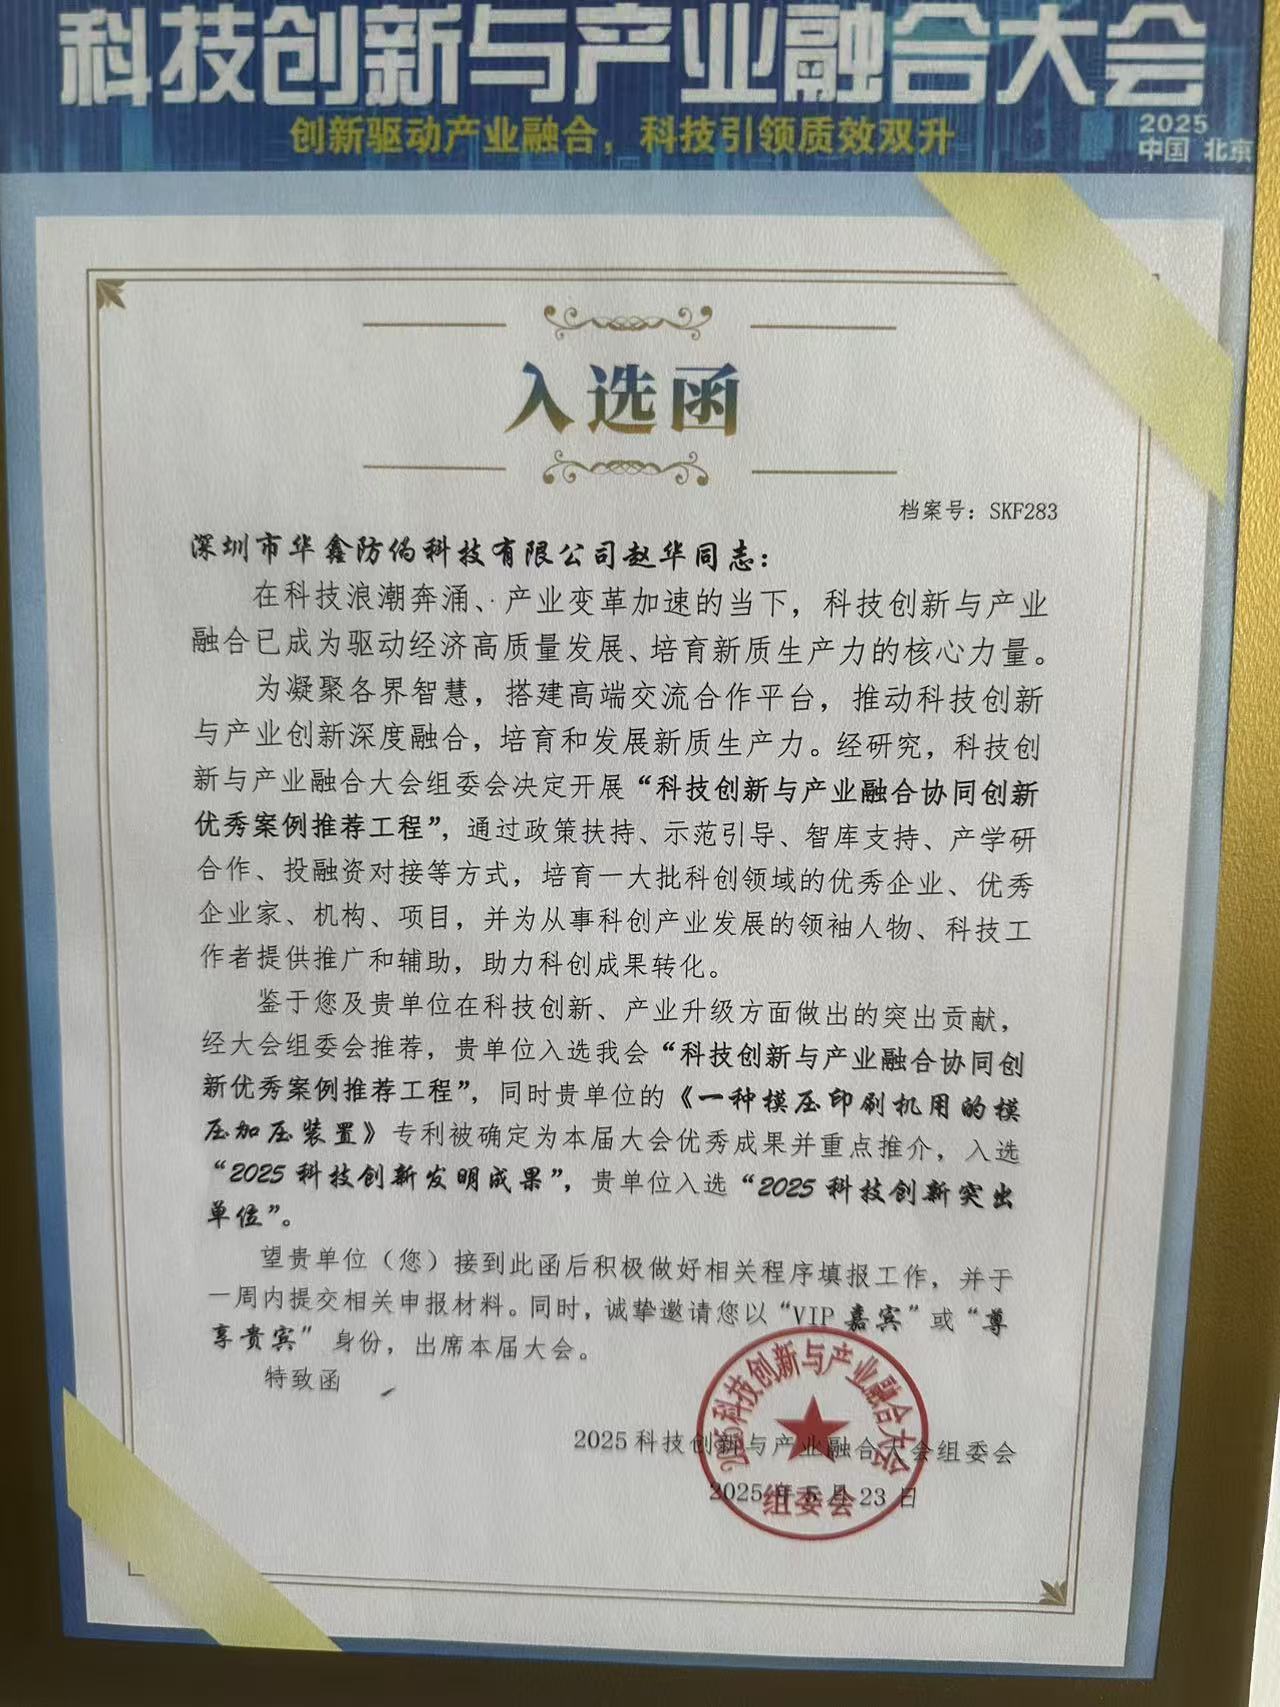 科技创新与产业融合大会
创新驱动产业融合，科技引领质效双升
2025
中国 北京
入选函
档案号：SKF283
深圳市华鑫防伪科技有限公司赵华同志：
在科技浪潮奔涌、产业变革加速的当下，科技创新与产业
融合已成为驱动经济高质量发展、培育新质生产力的核心力量。
为凝聚各界智慧，搭建高端交流合作平台，推动科技创新
与产业创新深度融合，培育和发展新质生产力。经研究，科技创
新与产业融合大会组委会决定开展“科技创新与产业融合协同创新
优秀案例推荐工程”，通过政策扶持、示范引导、智库支持、产学研
合作、投融资对接等方式，培育一大批科创领域的优秀企业、优秀
企业家、机构、项目，并为从事科创产业发展的领袖人物、科技工
作者提供推广和辅助，助力科创成果转化。
鉴于您及贵单位在科技创新、产业升级方面做出的突出贡献，
经大会组委会推荐，贵单位入选我会“科技创新与产业融合协同创
新优秀案例推荐工程”，同时贵单位的《一种模压印刷机用的模
压加压装置》专利被确定为本届大会优秀成果并重点推介，入选
“2025科技创新发明成果”，贵单位入选“2025科技创新突出
单位”。
望贵单位（您）接到此函后积极做好相关程序填报工作，并于
一周内提交相关申报材料。同时，诚挚邀请您以“VIP嘉宾”或“尊
享贵宾”身份，出席本届大会。
特致函
2025科技创新与产业融合大会组委会
2025年5月23日
2025科技创新与产业融合大会
组委会